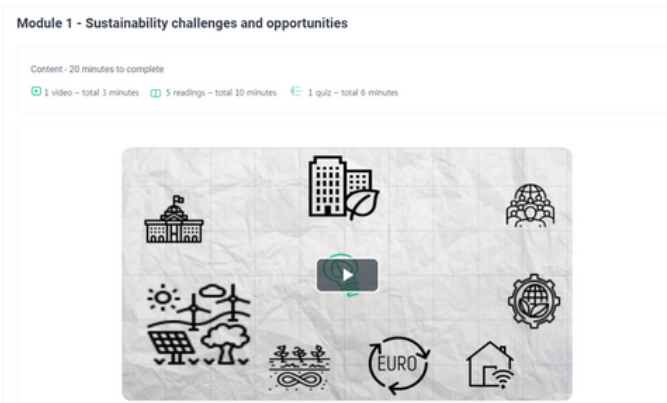 Module 1 - Sustainability challenges and opportunities
Content - 20 minutes to complete
1 video – total 3 minutes 5 readings – total 10 minutes 1 quiz – total 6 minutes
EURO